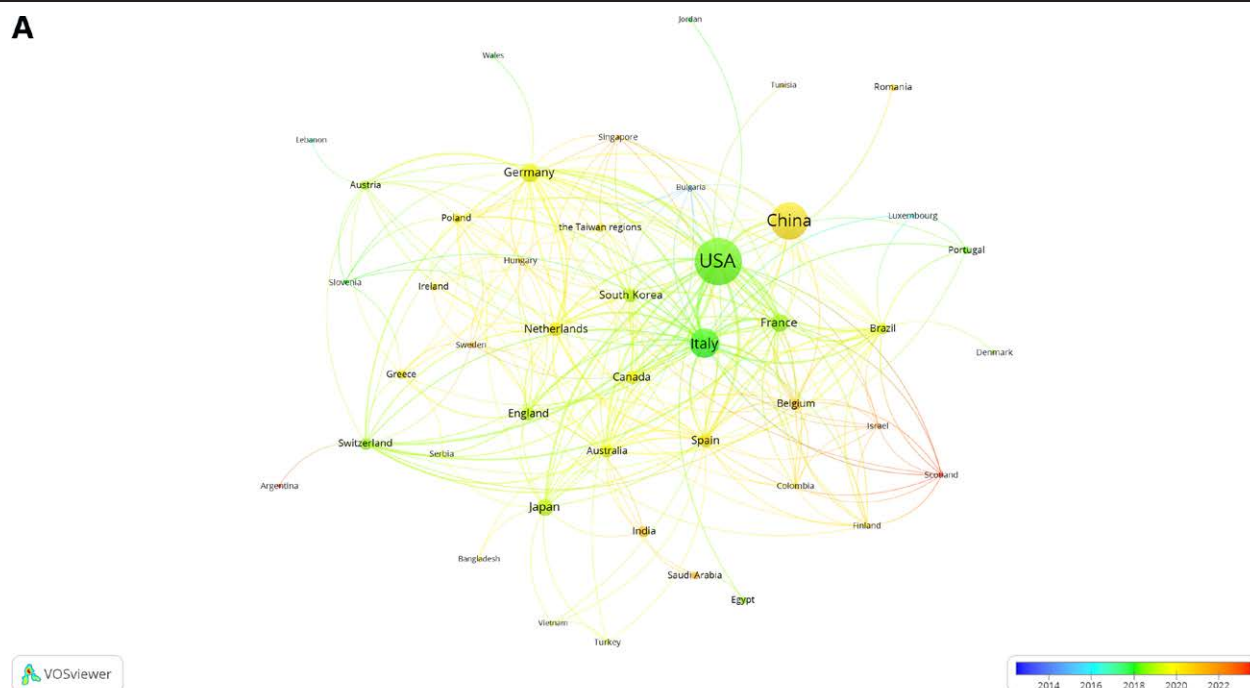 A
Jordan
Wales
Tunisia
Romania
Singapore
Lebanon
Germany
Austria
Bulgaria
Poland
China
Luxembourg
the Taiwan regions
Portugal
Hungary
USA
Slovenia
Ireland
South Korea
Netherlands
France
Brazil
Sweden
Italy
Denmark
Greece
Canada
England
Belgium
Israel
Switzerland
Serbia
Australia
Spain
Scotland
Argentina
Colombia
Japan
India
Finland
Bangladesh
Saudi Arabia
Egypt
Vietnam
Turkey
VOSviewer
2014 2016 2018 2020 2022